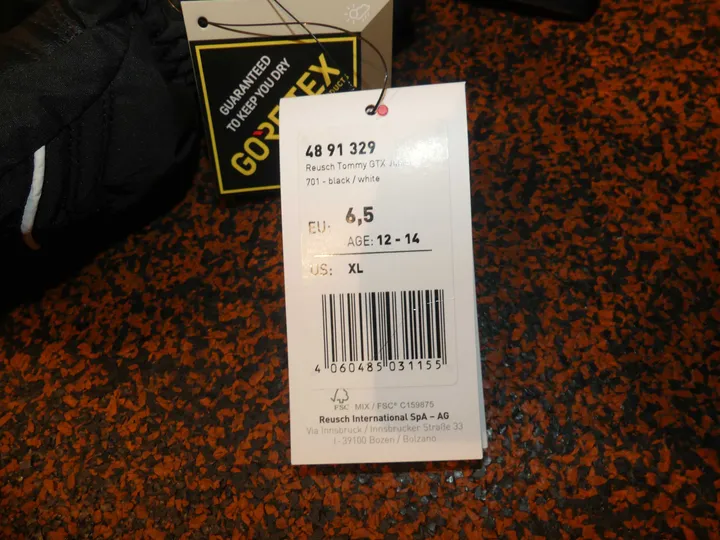 GUARANTEED
TO KEEP YOU DRY
48 91 329
Reusch Tommy GTX
701 - black / white
EU: 6,5
AGE: 12 - 14
US: XL
4 060485 031155
FSC MIX / FSC® C159875
Reusch International SpA – AG
Via Innsbruck / Innsbrucker Straße 33
I-39100 Bozen / Bolzano